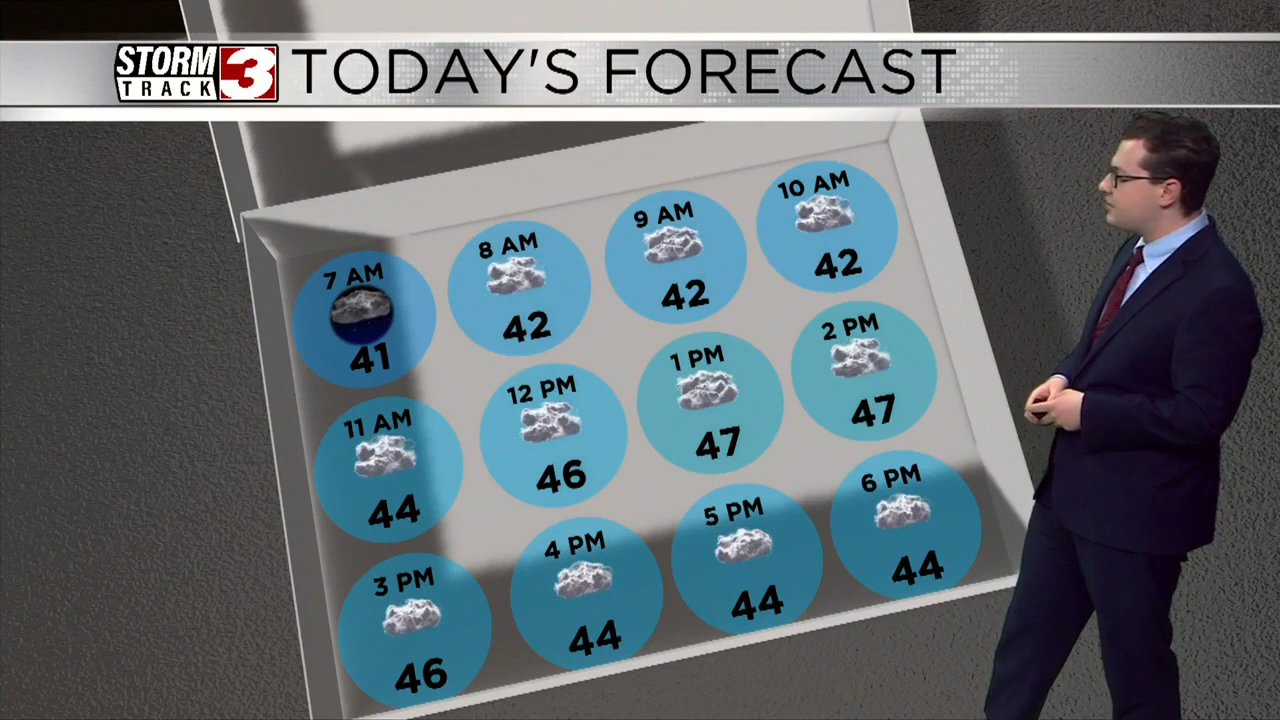 STORM
TRACK
3
TODAY'S FORECAST
7 AM
41
8 AM
42
9 AM
42
10 AM
42
11 AM
44
12 PM
46
1 PM
47
2 PM
47
3 PM
46
4 PM
44
5 PM
44
6 PM
44